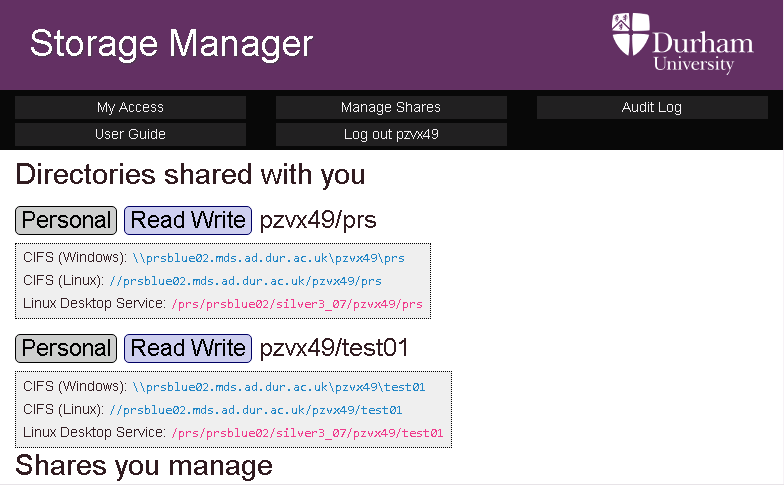 Storage Manager
Durham
University
My Access
Manage Shares
Audit Log
User Guide
Log out pzvx49
Directories shared with you
Personal Read Write pzvx49/prs
CIFS (Windows): \\prsblue02.mds.ad.dur.ac.uk\pzvx49\prs
CIFS (Linux): //prsblue02.mds.ad.dur.ac.uk/pzvx49/prs
Linux Desktop Service: /prs/prsblue02/silver3_07/pzvx49/prs
Personal Read Write pzvx49/test01
CIFS (Windows): \\prsblue02.mds.ad.dur.ac.uk\pzvx49\test01
CIFS (Linux): //prsblue02.mds.ad.dur.ac.uk/pzvx49/test01
Linux Desktop Service: /prs/prsblue02/silver3_07/pzvx49/test01
Shares you manage